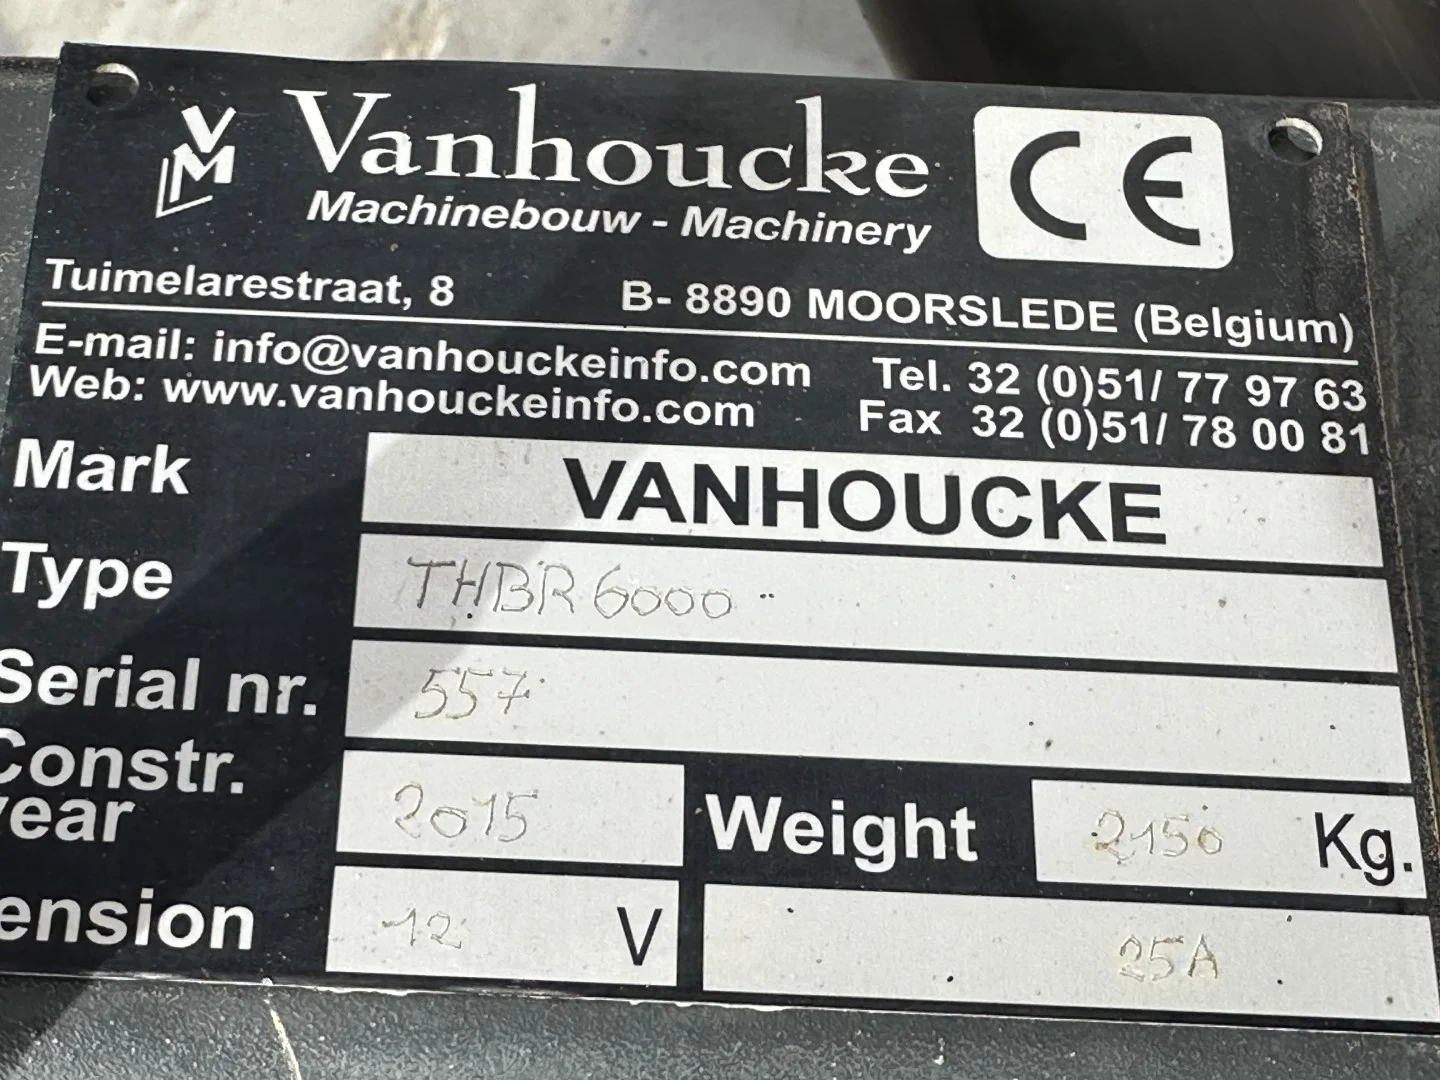 VM Vanhoucke CE
Machinebouw - Machinery
Tuimelarestraat, 8 B- 8890 MOORSLEDE (Belgium)
E-mail: info@vanhouckeinfo.com Tel. 32 (0)51/ 77 97 63
Web: www.vanhouckeinfo.com Fax 32 (0)51/ 78 00 81
Mark VANHOUCKE
Type THBR 6000
Serial nr. 557
Constr.
year 2015 Weight 2150 Kg.
ension 12 V 25A